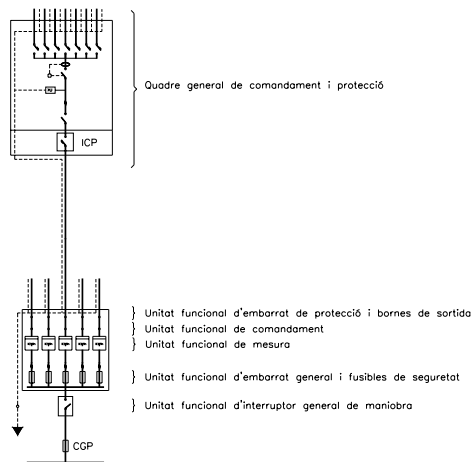 Quadre general de comandament i protecció
ICP
Unitat funcional d'embarrat de protecció i bornes de sortida
Unitat funcional de comandament
Unitat funcional de mesura
Unitat funcional d'embarrat general i fusibles de seguretat
Unitat funcional d'interruptor general de maniobra
CGP